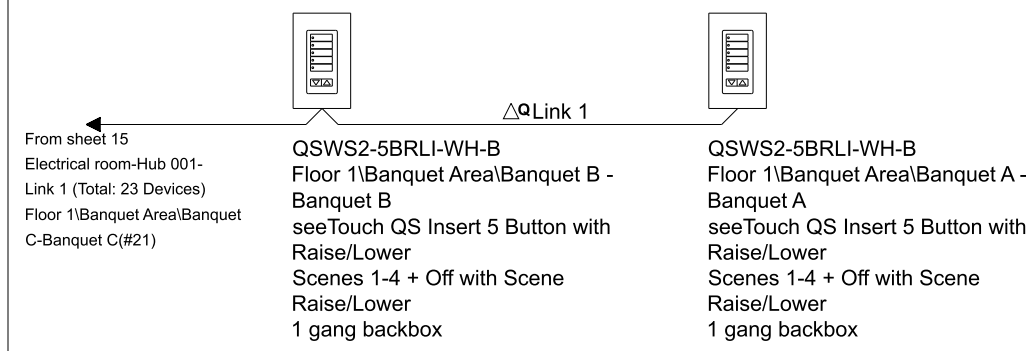 △QLink 1
From sheet 15
Electrical room-Hub 001-
Link 1 (Total: 23 Devices)
Floor 1\Banquet Area\Banquet
C-Banquet C(#21)
QSWS2-5BRLI-WH-B
Floor 1\Banquet Area\Banquet B -
Banquet B
seeTouch QS Insert 5 Button with
Raise/Lower
Scenes 1-4 + Off with Scene
Raise/Lower
1 gang backbox
QSWS2-5BRLI-WH-B
Floor 1\Banquet Area\Banquet A -
Banquet A
seeTouch QS Insert 5 Button with
Raise/Lower
Scenes 1-4 + Off with Scene
Raise/Lower
1 gang backbox